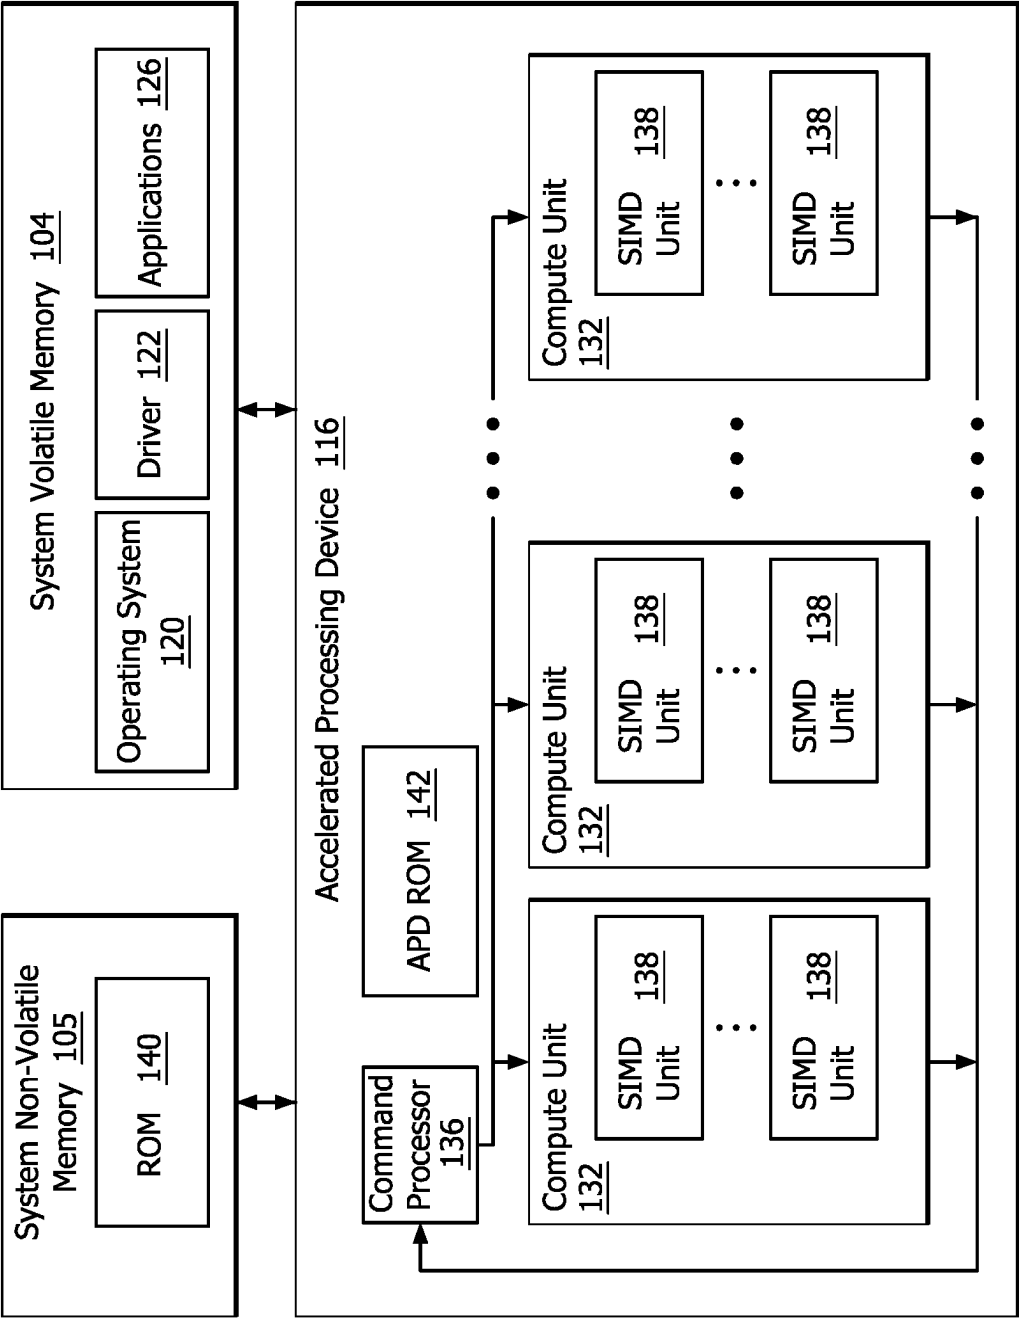 System Non-Volatile
Memory 105
ROM 140
System Volatile Memory 104
Operating System
120
Driver 122
Applications 126
Accelerated Processing Device 116
Command
Processor
136
APD ROM 142
Compute Unit
132
SIMD
Unit
138
SIMD
Unit
138
Compute Unit
132
SIMD
Unit
138
SIMD
Unit
138
Compute Unit
132
SIMD
Unit
138
SIMD
Unit
138